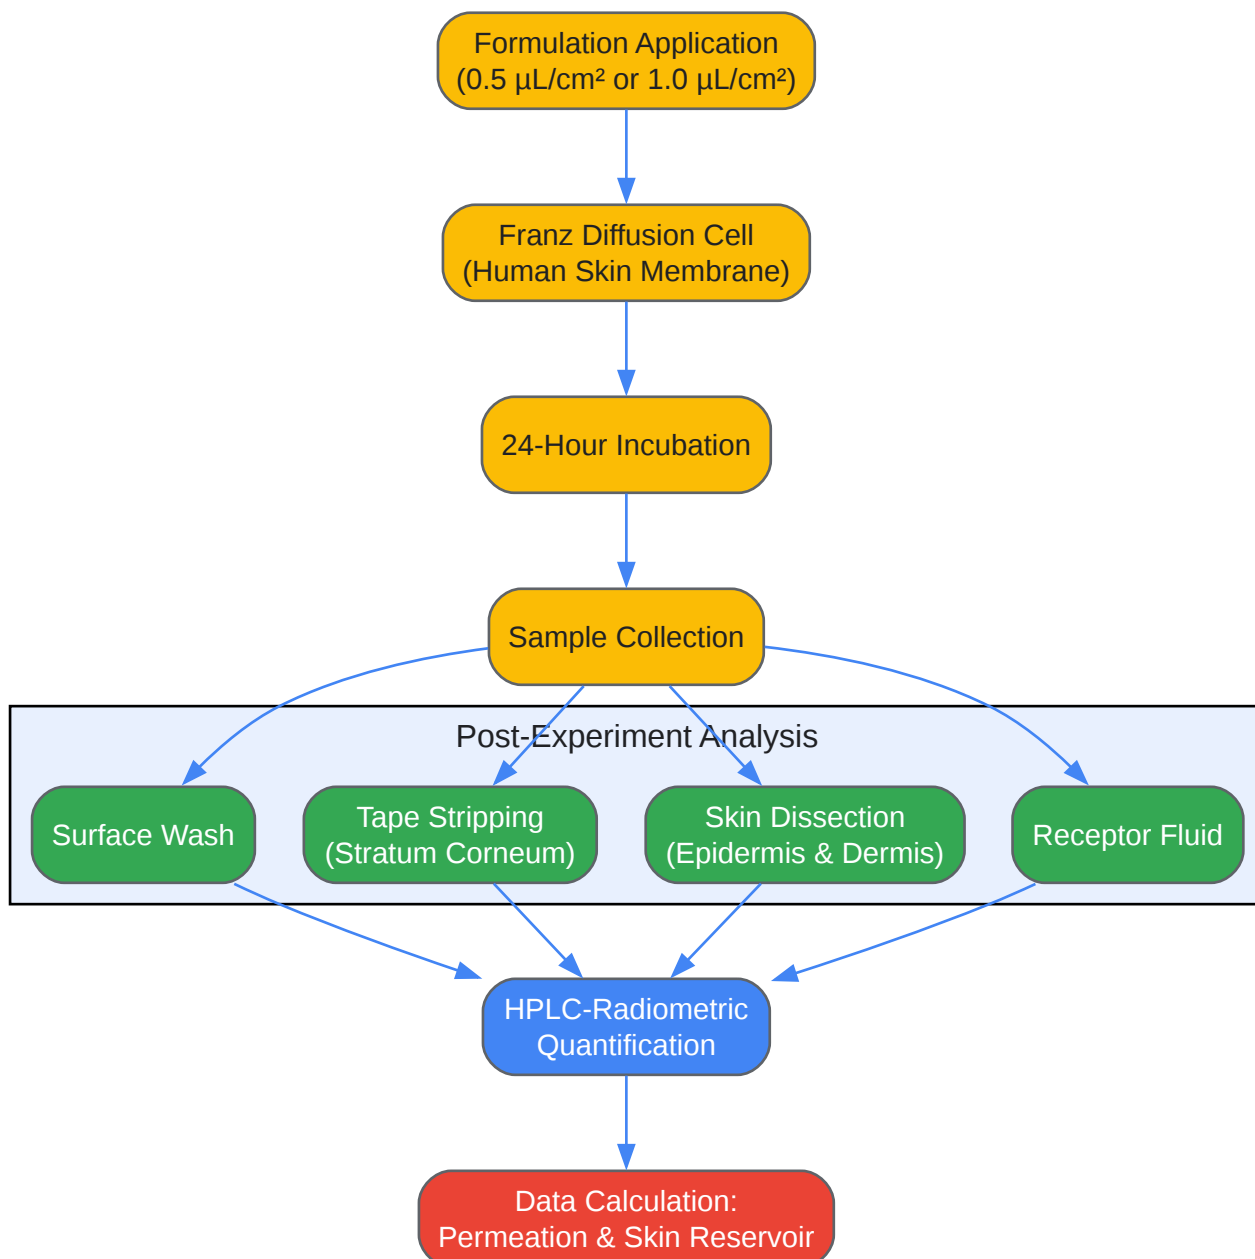 Formulation Application
(0.5 µL/cm² or 1.0 µL/cm²)
Franz Diffusion Cell
(Human Skin Membrane)
24-Hour Incubation
Sample Collection
Post-Experiment Analysis
Surface Wash
Tape Stripping
(Stratum Corneum)
Skin Dissection
(Epidermis & Dermis)
Receptor Fluid
HPLC-Radiometric
Quantification
Data Calculation:
Permeation & Skin Reservoir